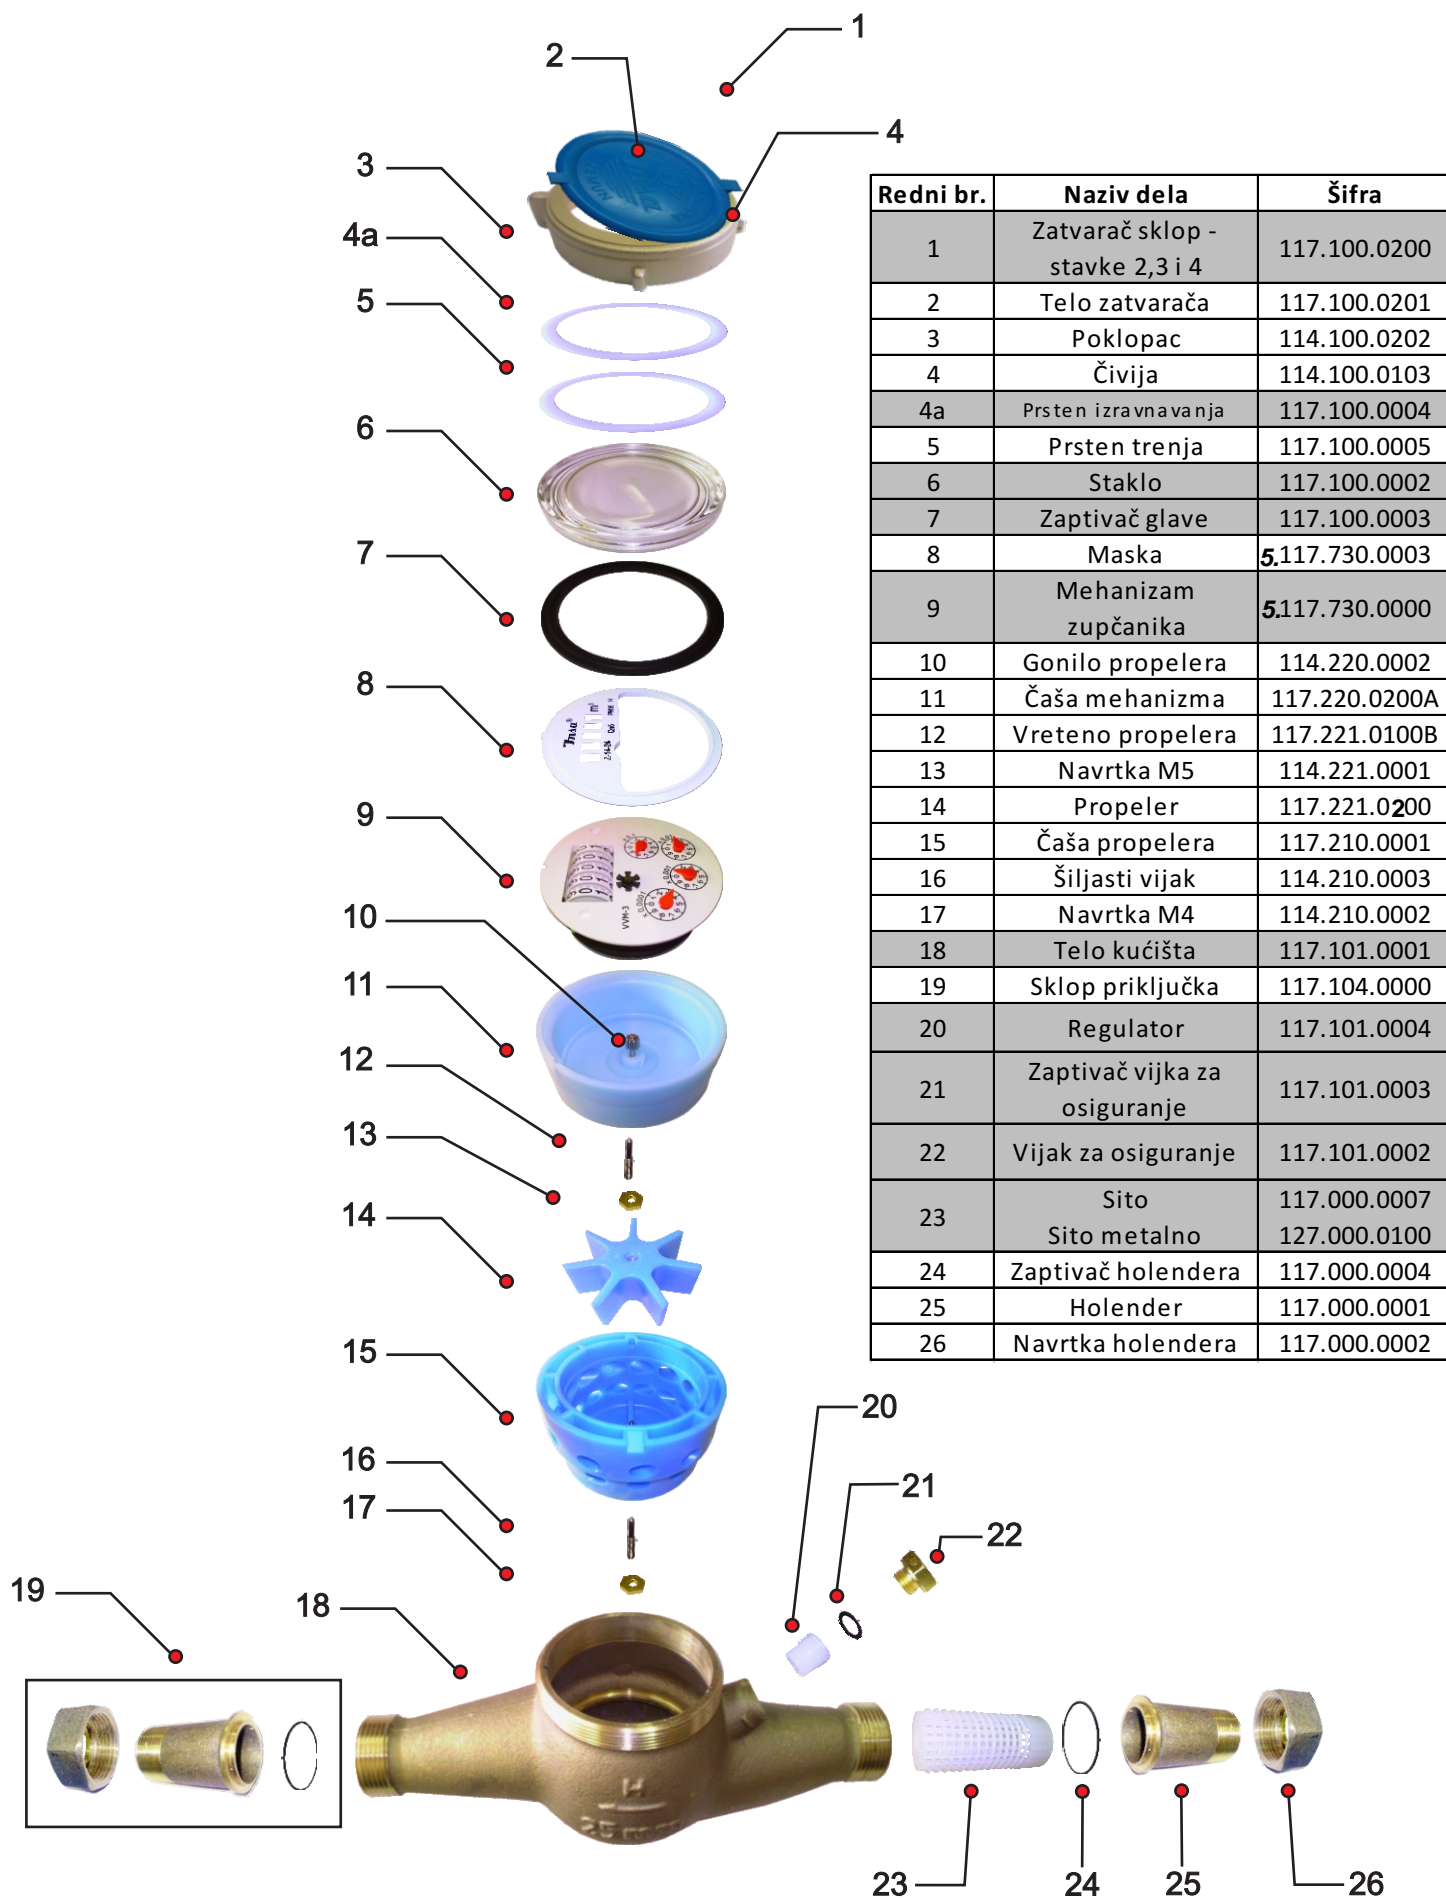 1
2
3
4
4a
5
6
7
8
9
10
11
12
13
14
15
16
17
18
19
20
21
22
23
24
25
26
Redni br. Naziv dela Šifra
1 Zatvarač sklop - stavke 2,3 i 4 117.100.0200
2 Telo zatvarača 117.100.0201
3 Poklopac 114.100.0202
4 Čivija 114.100.0103
4a Prsten izravnavanja 117.100.0004
5 Prsten trenja 117.100.0005
6 Staklo 117.100.0002
7 Zaptivač glave 117.100.0003
8 Maska 5.117.730.0003
9 Mehanizam zupčanika 5.117.730.0000
10 Gonilo propelera 114.220.0002
11 Čaša mehanizma 117.220.0200A
12 Vreteno propelera 117.221.0100B
13 Navrtka M5 114.221.0001
14 Propeler 117.221.0200
15 Čaša propelera 117.210.0001
16 Šiljasti vijak 114.210.0003
17 Navrtka M4 114.210.0002
18 Telo kućišta 117.101.0001
19 Sklop priključka 117.104.0000
20 Regulator 117.101.0004
21 Zaptivač vijka za osiguranje 117.101.0003
22 Vijak za osiguranje 117.101.0002
23 Sito 117.000.0007
Sito metalno 127.000.0100
24 Zaptivač holendera 117.000.0004
25 Holender 117.000.0001
26 Navrtka holendera 117.000.0002
ZEMUN
Insa
m³
VVM-3
H
25 mm